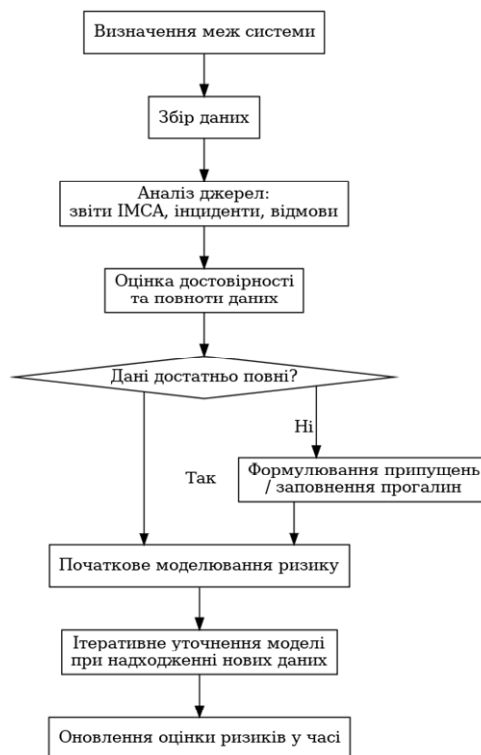 Визначення меж системи
Збір даних
Аналіз джерел:
звіти IMCA, інциденти, відмови
Оцінка достовірності
та повноти даних
Дані достатньо повні?
Ні
Так
Формулювання припущень
/ заповнення прогалин
Початкове моделювання ризику
Ітеративне уточнення моделі
при надходженні нових даних
Оновлення оцінки ризиків у часі